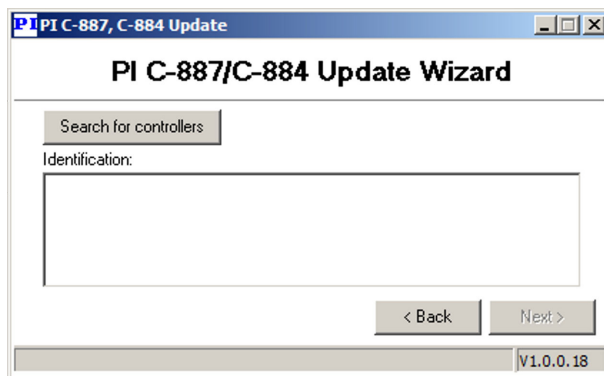 PI PI C-887, C-884 Update
PI C-887/C-884 Update Wizard
Search for controllers
Identification:
< Back Next >
V1.0.0.18